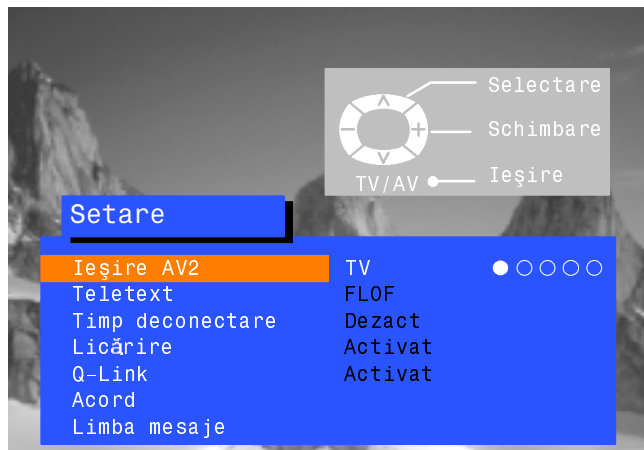 Selectare
Schimbare
TV/AV Ieşire
Setare
Ieşire AV2 TV
Teletext FLOF
Timp deconectare Dezact
Licărire Activat
Q-Link Activat
Acord
Limba mesaje